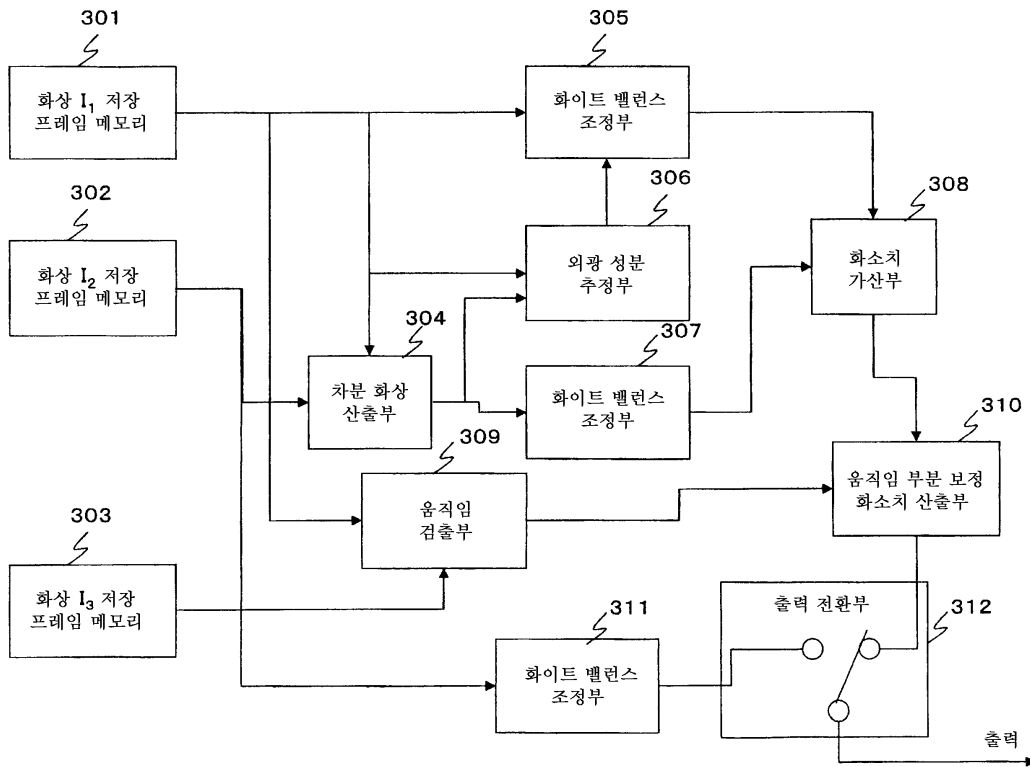 301
화상 I₁ 저장
프레임 메모리
305
화이트 밸런스
조정부
302
화상 I₂ 저장
프레임 메모리
306
외광 성분
추정부
308
화소치
가산부
304
차분 화상
산출부
307
화이트 밸런스
조정부
309
움직임
검출부
310
움직임 부분 보정
화소치 산출부
303
화상 I₃ 저장
프레임 메모리
311
화이트 밸런스
조정부
출력 전환부
312
출력